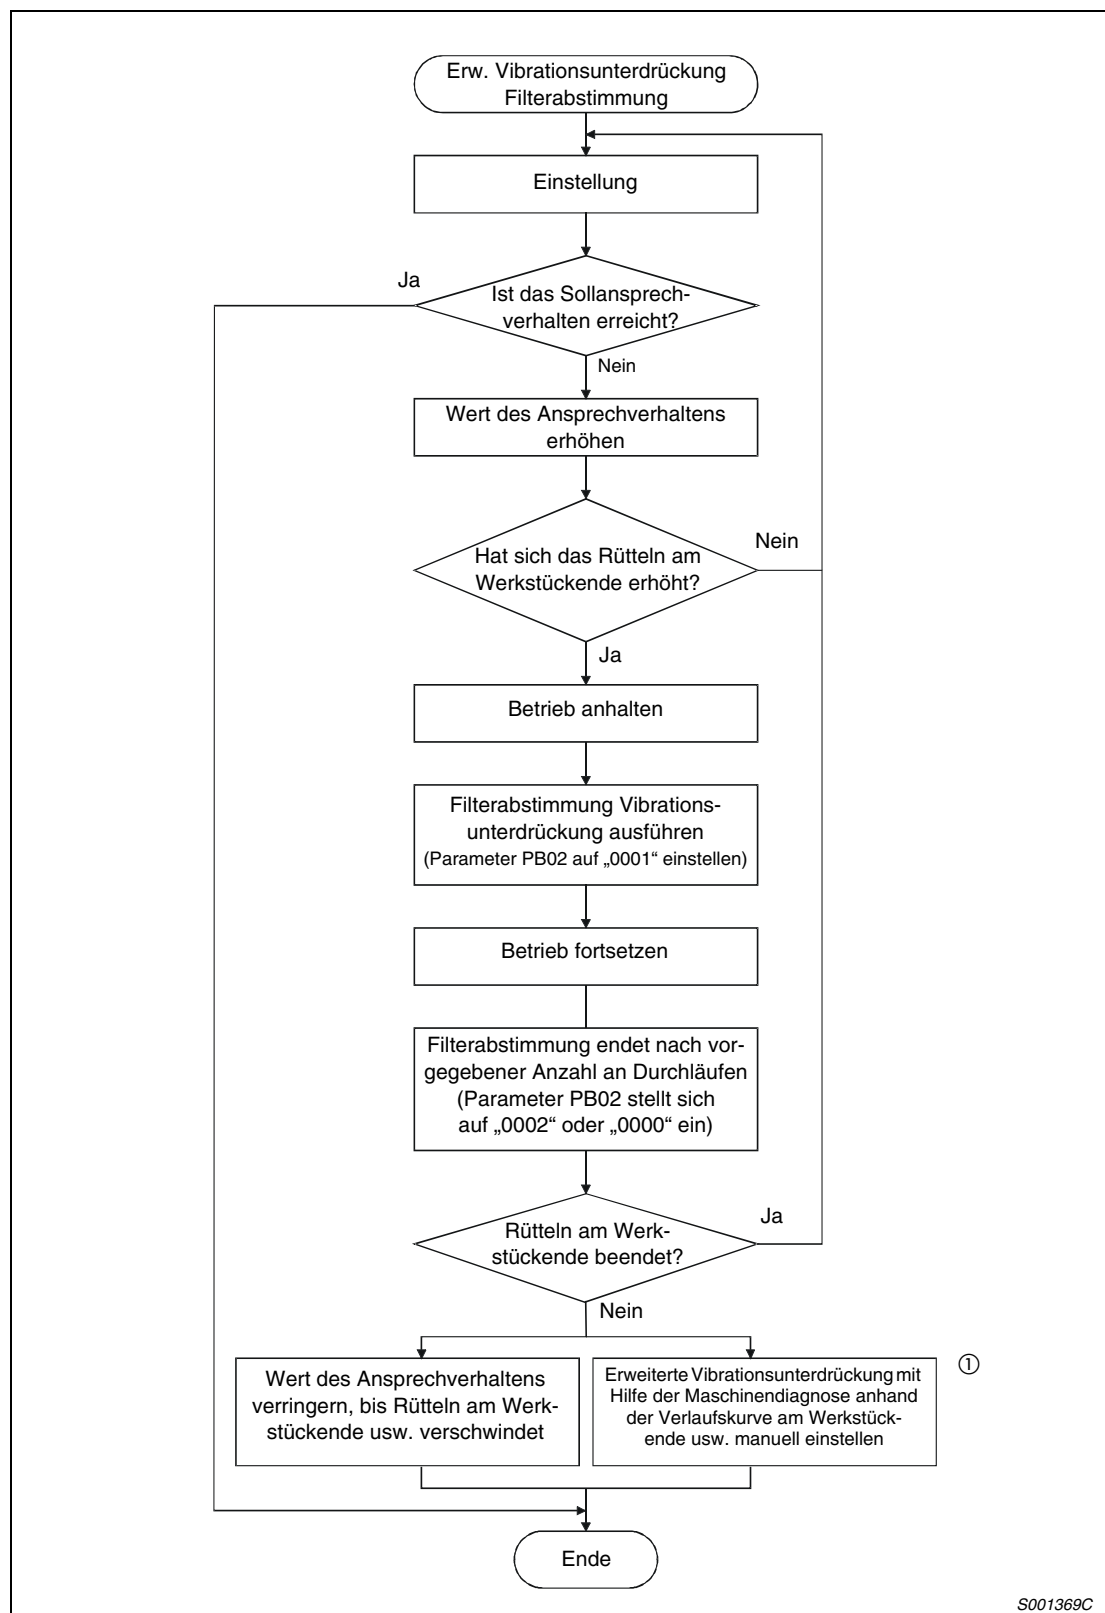 Erw. Vibrationsunterdrückung
Filterabstimmung
Einstellung
Ja
Ist das Sollansprech-
verhalten erreicht?
Nein
Wert des Ansprechverhaltens
erhöhen
Nein
Hat sich das Rütteln am
Werkstückende erhöht?
Ja
Betrieb anhalten
Filterabstimmung Vibrations-
unterdrückung ausführen
(Parameter PB02 auf „0001“ einstellen)
Betrieb fortsetzen
Filterabstimmung endet nach vor-
gegebener Anzahl an Durchläufen
(Parameter PB02 stellt sich
auf „0002“ oder „0000“ ein)
Ja
Rütteln am Werk-
stückende beendet?
Nein
Wert des Ansprechverhaltens
verringern, bis Rütteln am Werk-
stückende usw. verschwindet
①
Erweiterte Vibrationsunterdrückung mit
Hilfe der Maschinendiagnose anhand
der Verlaufskurve am Werkstück-
ende usw. manuell einstellen
Ende
S001369C